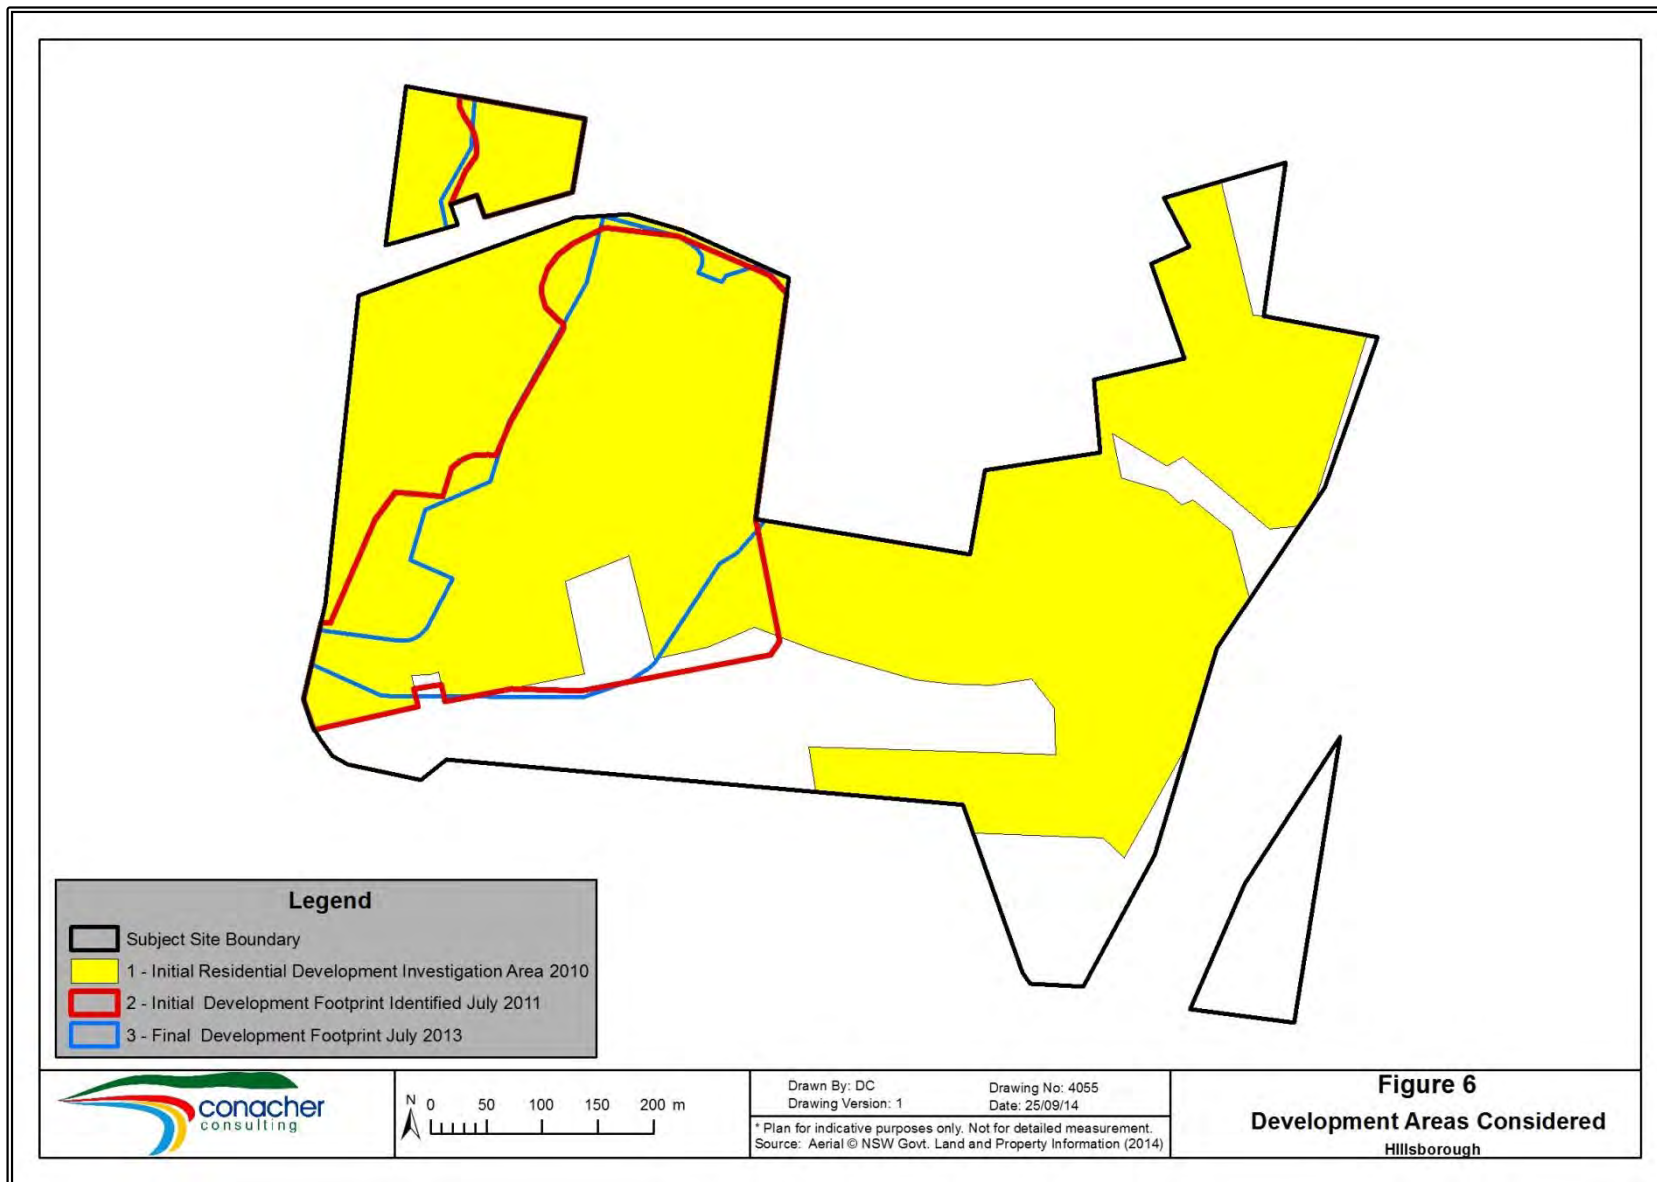 Legend
Subject Site Boundary
1 - Initial Residential Development Investigation Area 2010
2 - Initial Development Footprint Identified July 2011
3 - Final Development Footprint July 2013
conacher
consulting
N 0 50 100 150 200 m
Drawn By: DC Drawing No: 4055
Drawing Version: 1 Date: 25/09/14
* Plan for indicative purposes only. Not for detailed measurement.
Source: Aerial © NSW Govt. Land and Property Information (2014)
Figure 6
Development Areas Considered
HIllsborough